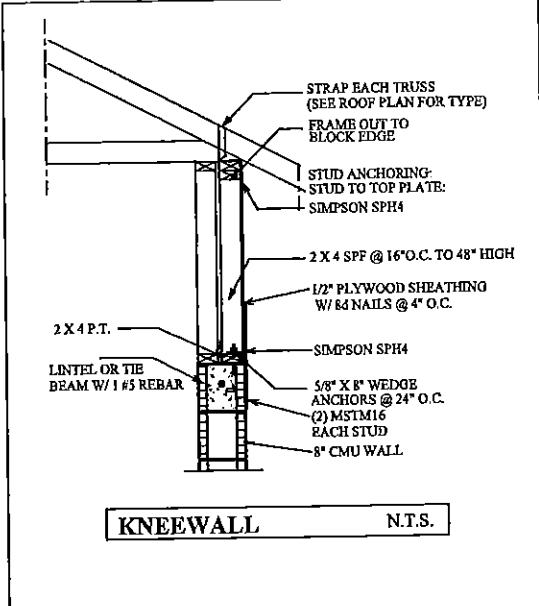 STRAP EACH TRUSS
(SEE ROOF PLAN FOR TYPE)
FRAME OUT TO
BLOCK EDGE
STUD ANCHORING:
STUD TO TOP PLATE:
SIMPSON SPH4
2 X 4 SPF @ 16"O.C. TO 48" HIGH
1/2" PLYWOOD SHEATHING
W/ 8d NAILS @ 4" O.C.
2 X 4 P.T.
SIMPSON SPH4
LINTEL OR TIE
BEAM W/ 1 #5 REBAR
5/8" X 8" WEDGE
ANCHORS @ 24" O.C.
(2) MSTM16
EACH STUD
8" CMU WALL
KNEEWALL N.T.S.